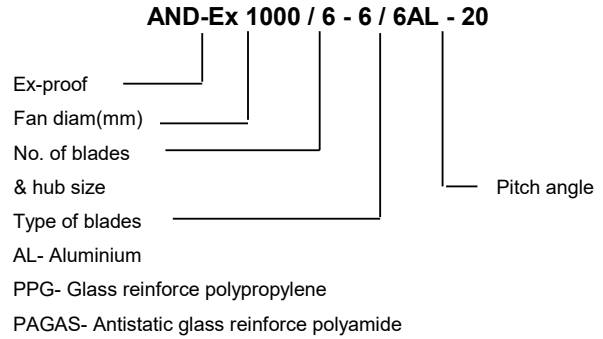 AND-Ex 1000 / 6 - 6 / 6AL - 20
Ex-proof
Fan diam(mm)
No. of blades
& hub size
Pitch angle
Type of blades
AL- Aluminium
PPG- Glass reinforce polypropylene
PAGAS- Antistatic glass reinforce polyamide